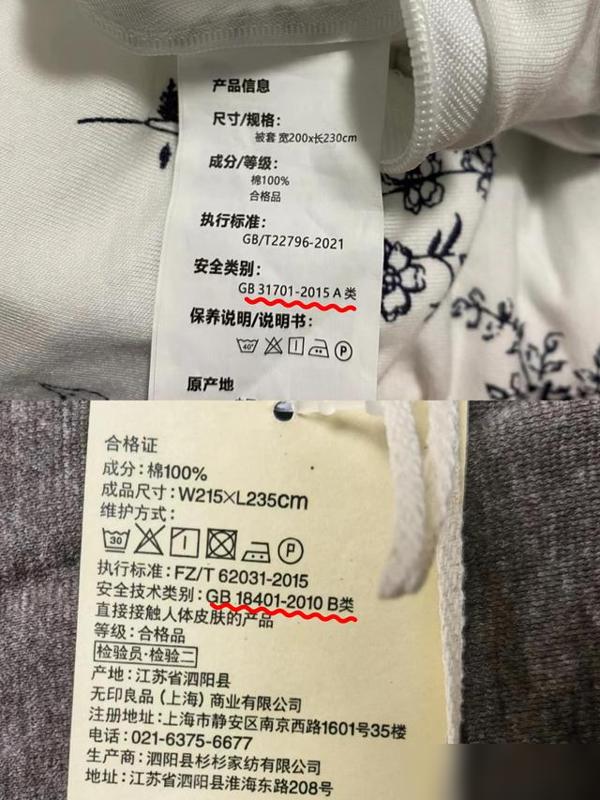 产品信息
尺寸/规格：
被套 宽200x长230cm
成分/等级：
棉100%
合格品
执行标准：
GB/T22796-2021
安全类别：
GB 31701-2015 A 类
保养说明/说明书：
40°
P
原产地
合格证
成分：棉100%
成品尺寸：W215×L235cm
维护方式：
30
P
执行标准：FZ/T 62031-2015
安全技术类别：GB 18401-2010 B类
直接接触人体皮肤的产品
等级：合格品
检验员·检验二
产地：江苏省泗阳县
无印良品（上海）商业有限公司
注册地址：上海市静安区南京西路1601号35楼
电话：021-6375-6677
生产商：泗阳县杉杉家纺有限公司
地址：江苏省泗阳县淮海东路208号